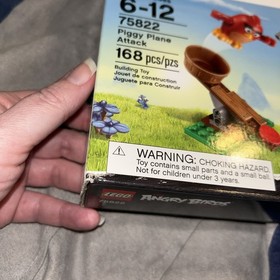 6-12
75822
Piggy Plane
Attack
168 pcs/pzs
Building Toy
Jouet de construction
Juguete para Construir
WARNING: CHOKING HAZARD.
Toy contains small parts and a small ball.
Not for children under 3 years.
LEGO
ANGRY BIRDS